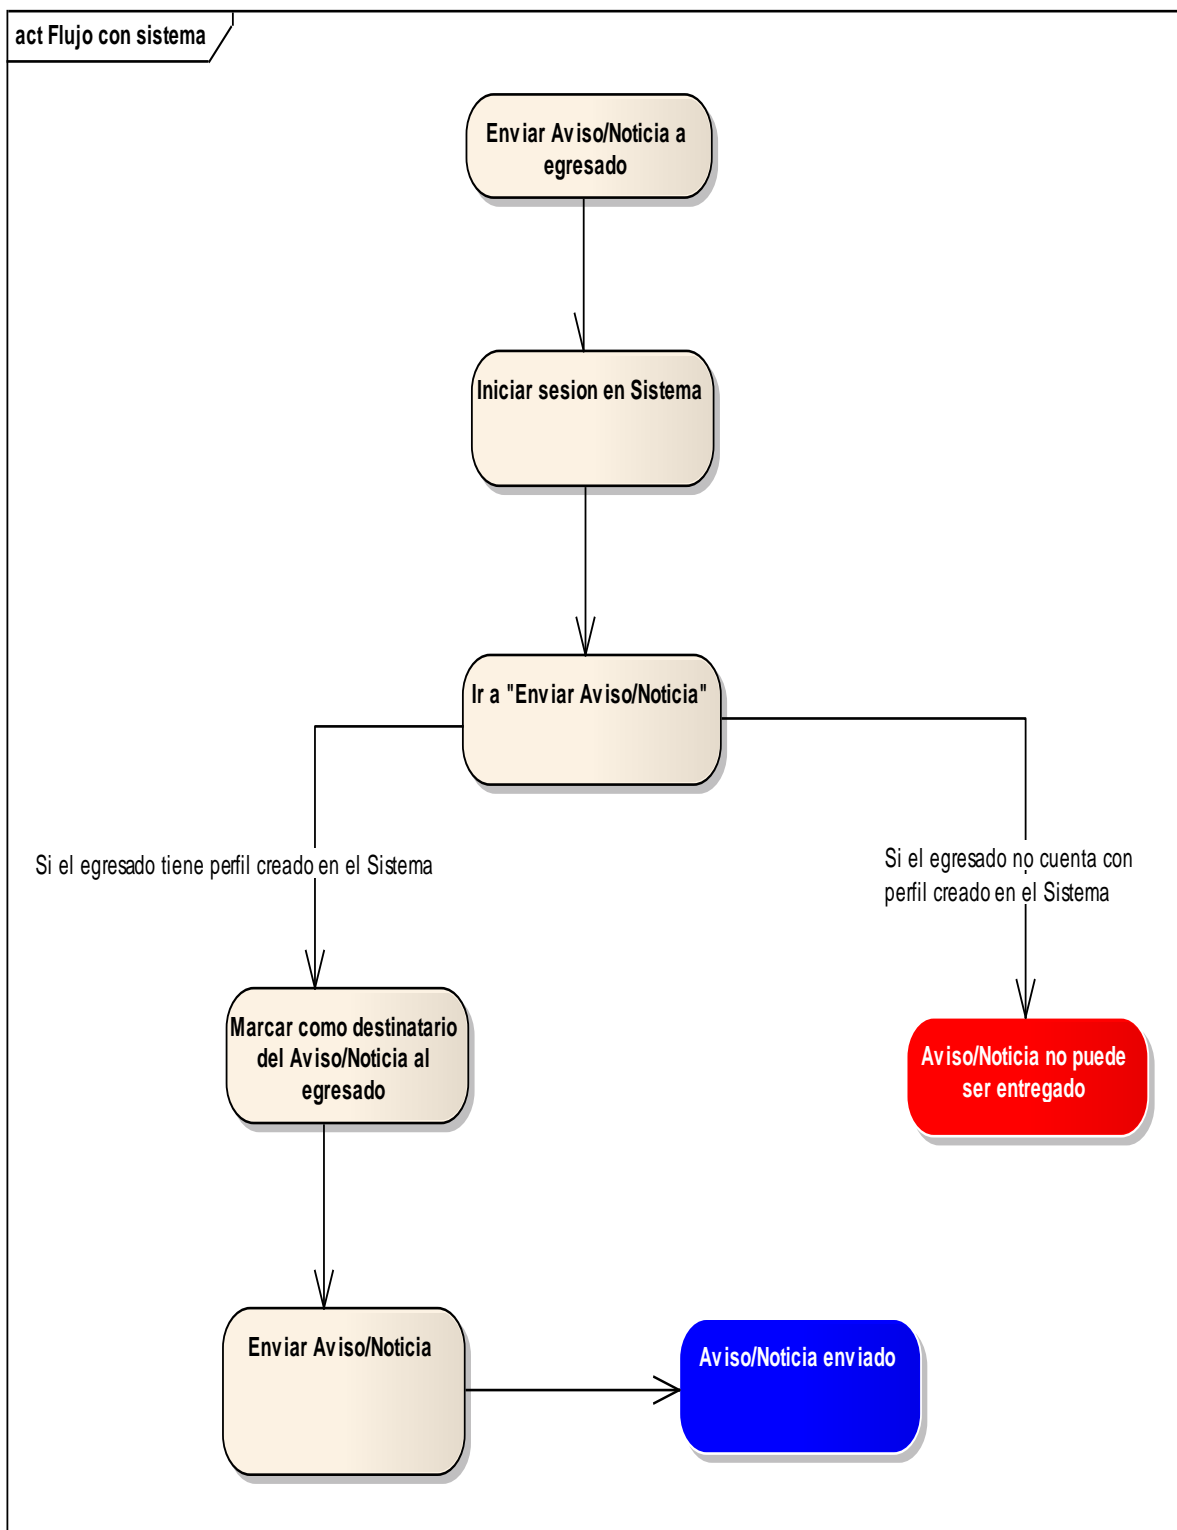 act Flujo con sistema
Enviar Aviso/Noticia a
egresado
Iniciar sesion en Sistema
Ir a "Enviar Aviso/Noticia"
Si el egresado tiene perfil creado en el Sistema
Si el egresado no cuenta con
perfil creado en el Sistema
Marcar como destinatario
del Aviso/Noticia al
egresado
Aviso/Noticia no puede
ser entregado
Enviar Aviso/Noticia
Aviso/Noticia enviado